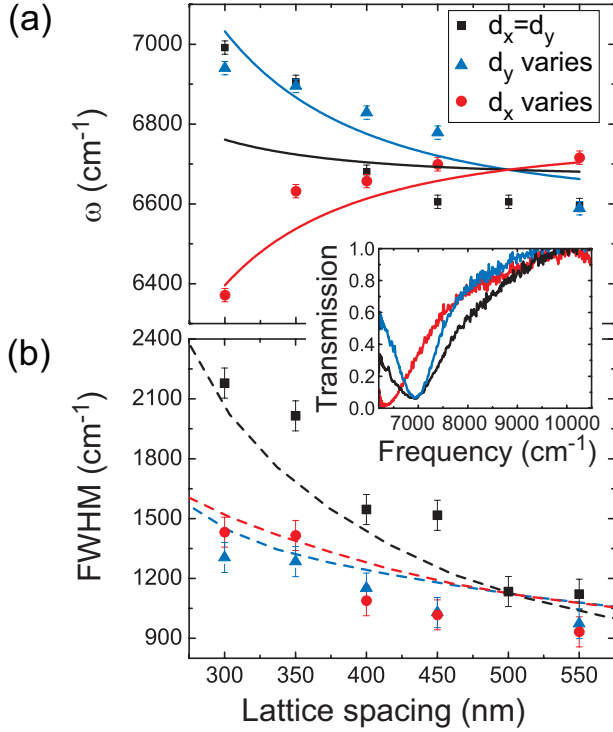 (a)
7000
6800
6600
6400
ω (cm⁻¹)
dₓ=d_y
d_y varies
dₓ varies
1.0
0.8
0.6
0.4
0.2
0.0
Transmission
7000 8000 9000 10000
Frequency (cm⁻¹)
(b)
2400
2100
1800
1500
1200
900
FWHM (cm⁻¹)
300 350 400 450 500 550
Lattice spacing (nm)